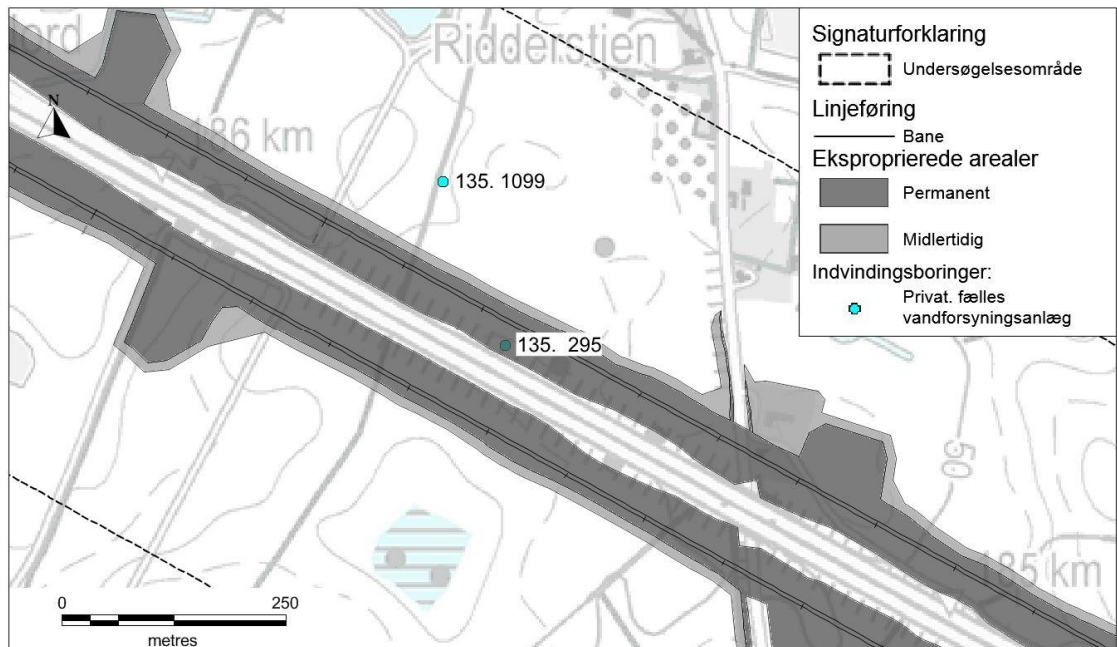 ord
Ridderstien
N
186 km
135. 1099
135. 295
50
185 km
0 250
metres
Signaturforklaring
Undersøgelsesområde
Linjeføring
Bane
Eksproprierede arealer
Permanent
Midlertidig
Indvindingsboringer:
Privat. fælles
vandforsyningsanlæg